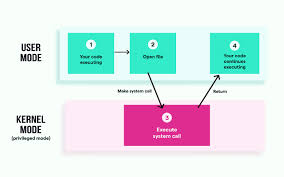 USER
MODE
1
Your code
executing
2
Open file
4
Your code
continues
executing
Make system call
Return
KERNEL
MODE
(privileged mode)
3
Execute
system call